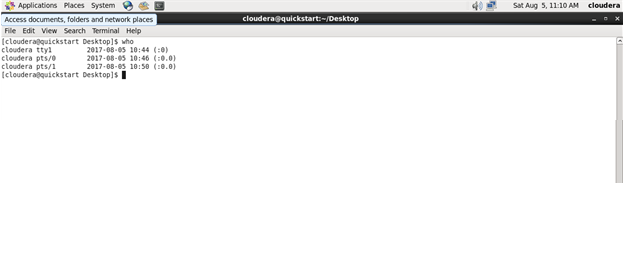 Applications Places System Sat Aug 5, 11:10 AM cloudera
Access documents, folders and network places
cloudera@quickstart:~/Desktop
File Edit View Search Terminal Help
[cloudera@quickstart Desktop]$ who
cloudera tty1 2017-08-05 10:44 (:0)
cloudera pts/0 2017-08-05 10:46 (:0.0)
cloudera pts/1 2017-08-05 10:50 (:0.0)
[cloudera@quickstart Desktop]$